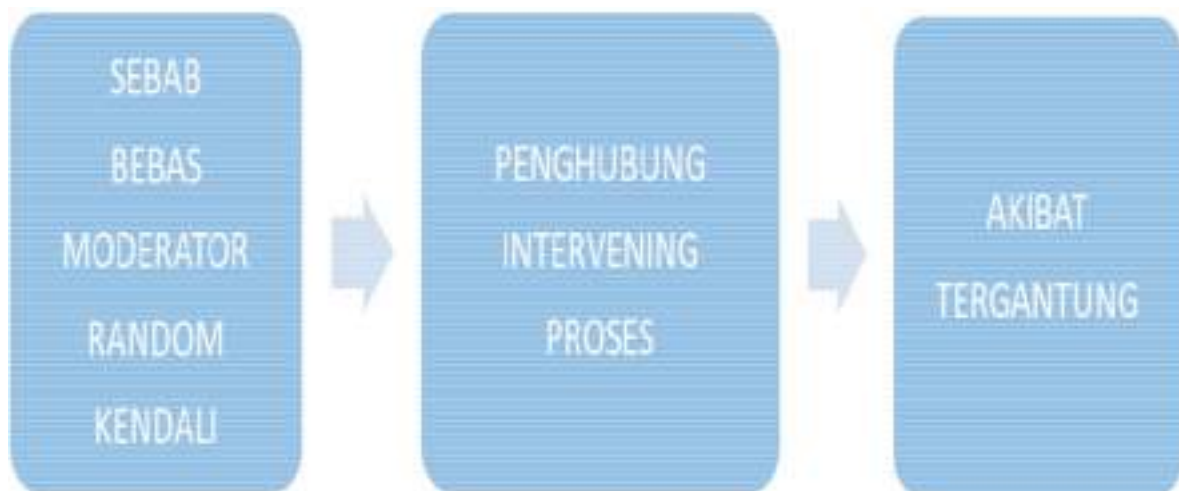 SEBAB
BEBAS
MODERATOR
RANDOM
KENDALI
PENGHUBUNG
INTERVENING
PROSES
AKIBAT
TERGANTUNG